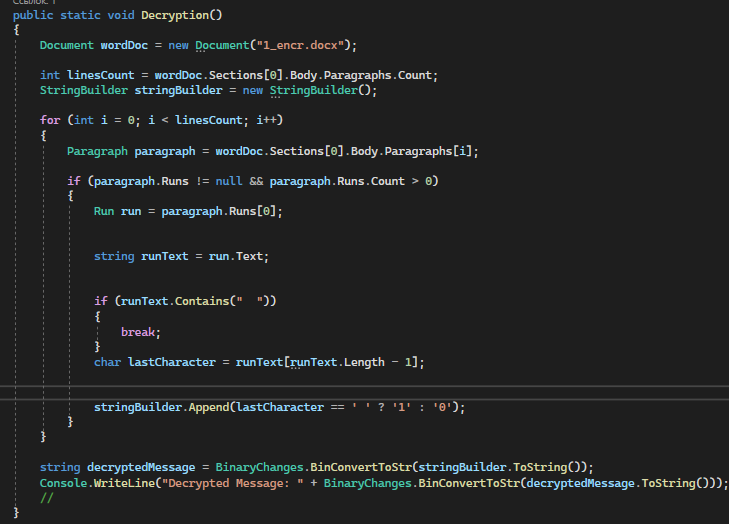 public static void Decryption()
{
Document wordDoc = new Document("1_encr.docx");
int linesCount = wordDoc.Sections[0].Body.Paragraphs.Count;
StringBuilder stringBuilder = new StringBuilder();
for (int i = 0; i < linesCount; i++)
{
Paragraph paragraph = wordDoc.Sections[0].Body.Paragraphs[i];
if (paragraph.Runs != null && paragraph.Runs.Count > 0)
{
Run run = paragraph.Runs[0];
string runText = run.Text;
if (runText.Contains("  "))
{
break;
}
char lastCharacter = runText[runText.Length - 1];
stringBuilder.Append(lastCharacter == ' ' ? '1' : '0');
}
}
string decryptedMessage = BinaryChanges.BinConvertToStr(stringBuilder.ToString());
Console.WriteLine("Decrypted Message: " + BinaryChanges.BinConvertToStr(decryptedMessage.ToString()));
//
}